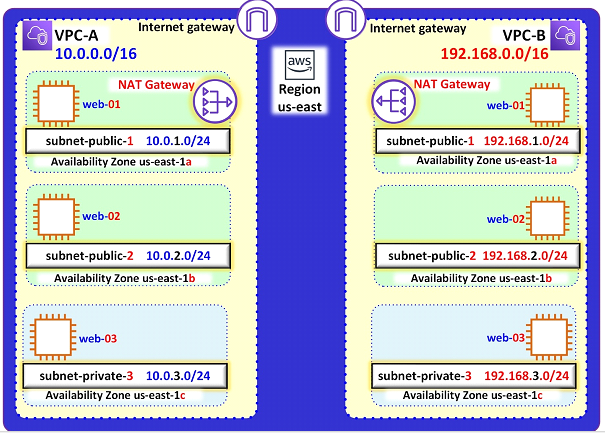 Internet gateway
VPC-A
10.0.0.0/16
NAT Gateway
web-01
subnet-public-1 10.0.1.0/24
Availability Zone us-east-1a
web-02
subnet-public-2 10.0.2.0/24
Availability Zone us-east-1b
web-03
subnet-private-3 10.0.3.0/24
Availability Zone us-east-1c
aws
Region
us-east
Internet gateway
VPC-B
192.168.0.0/16
NAT Gateway
web-01
subnet-public-1 192.168.1.0/24
Availability Zone us-east-1a
web-02
subnet-public-2 192.168.2.0/24
Availability Zone us-east-1b
web-03
subnet-private-3 192.168.3.0/24
Availability Zone us-east-1c